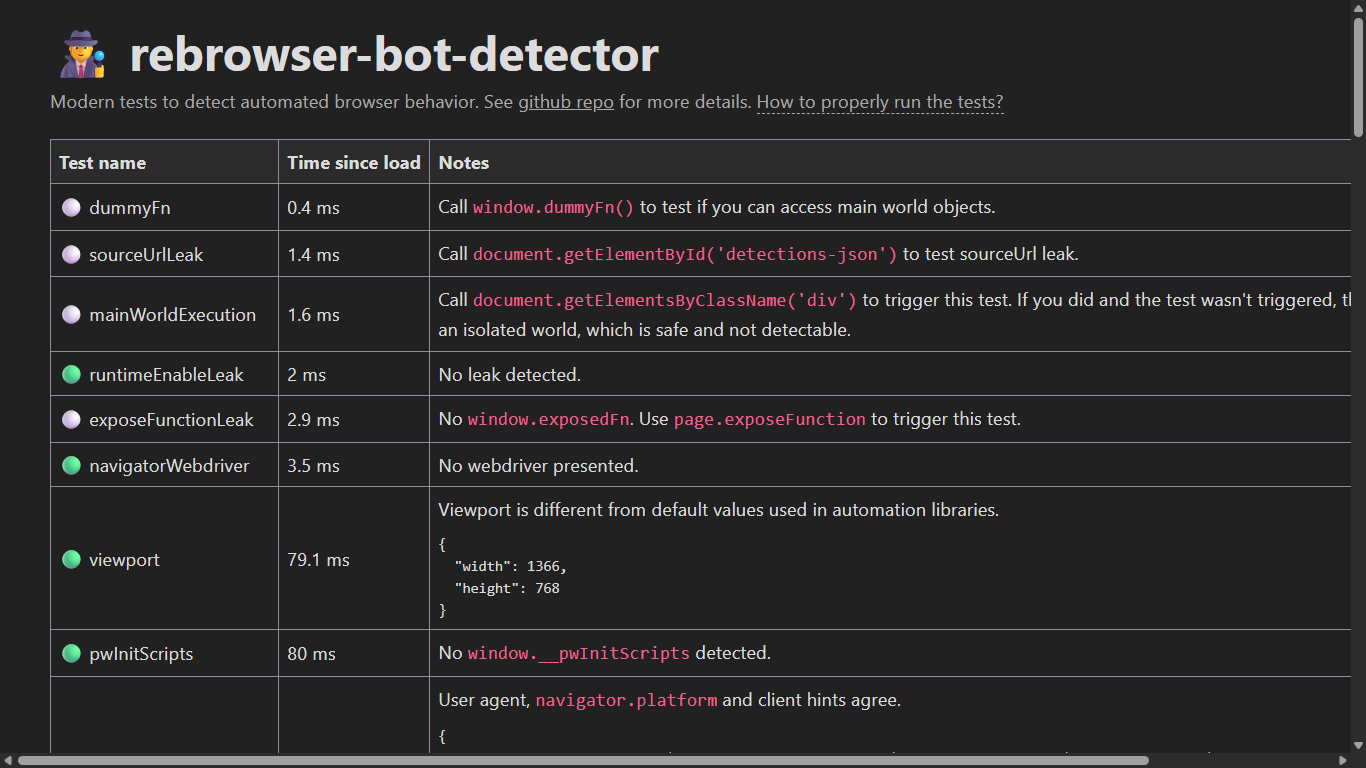 rebrowser-bot-detector
Modern tests to detect automated browser behavior. See github repo for more details. How to properly run the tests?
Test name Time since load Notes
dummyFn 0.4 ms Call window.dummyFn() to test if you can access main world objects.
sourceUrlLeak 1.4 ms Call document.getElementById('detections-json') to test sourceUrl leak.
mainWorldExecution 1.6 ms Call document.getElementsByClassName('div') to trigger this test. If you did and the test wasn't triggered,
an isolated world, which is safe and not detectable.
runtimeEnableLeak 2 ms No leak detected.
exposeFunctionLeak 2.9 ms No window.exposedFn. Use page.exposeFunction to trigger this test.
navigatorWebdriver 3.5 ms No webdriver presented.
Viewport is different from default values used in automation libraries.
{
viewport 79.1 ms "width": 1366,
"height": 768
}
pwInitScripts 80 ms No window.__pwInitScripts detected.
User agent, navigator.platform and client hints agree.
{